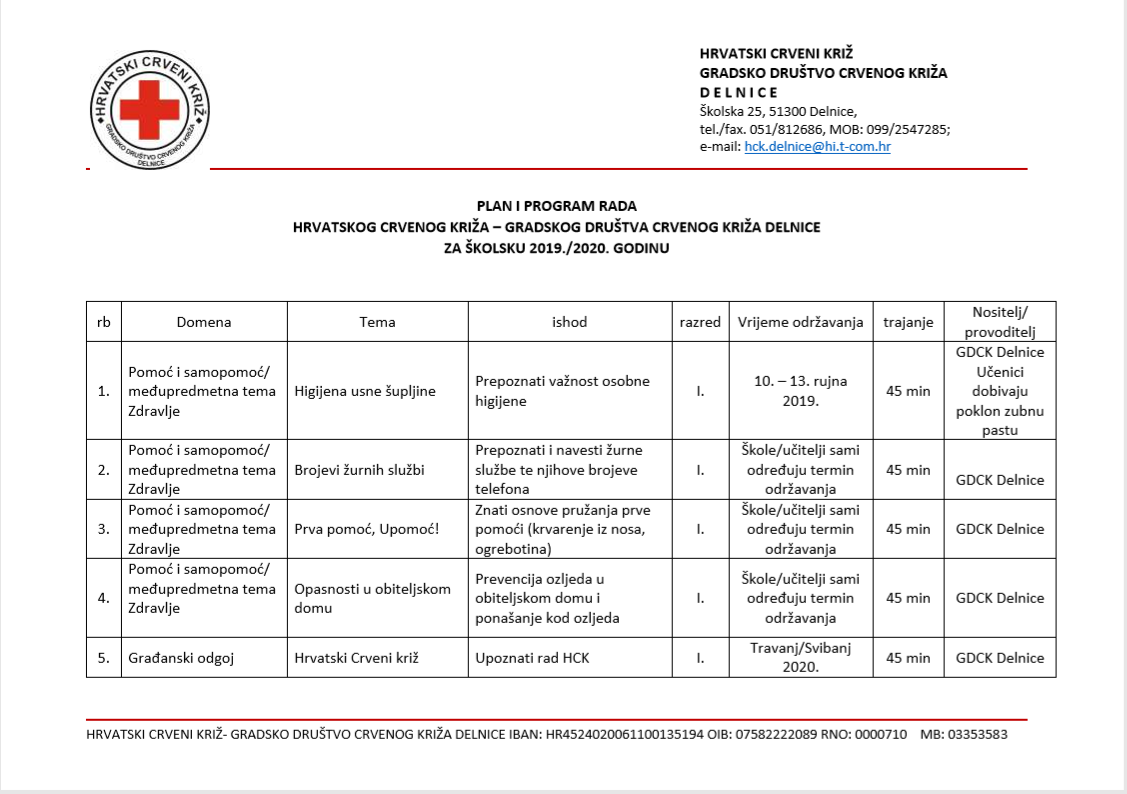 HRVATSKI CRVENI KRIŽ
GRADSKO DRUŠTVO CRVENOG KRIŽA
DELNICE
HRVATSKI CRVENI KRIŽ
GRADSKO DRUŠTVO CRVENOG KRIŽA
D E L N I C E
Školska 25, 51300 Delnice,
tel./fax. 051/812686, MOB: 099/2547285;
e-mail: hck.delnice@hi.t-com.hr
PLAN I PROGRAM RADA
HRVATSKOG CRVENOG KRIŽA – GRADSKOG DRUŠTVA CRVENOG KRIŽA DELNICE
ZA ŠKOLSKU 2019./2020. GODINU
rb
Domena
Tema
ishod
razred
Vrijeme održavanja
trajanje
Nositelj/
provoditelj
1.
Pomoć i samopomoć/
međupredmetna tema
Zdravlje
Higijena usne šupljine
Prepoznati važnost osobne
higijene
I.
10. – 13. rujna
2019.
45 min
GDCK Delnice
Učenici
dobivaju
poklon zubnu
pastu
2.
Pomoć i samopomoć/
međupredmetna tema
Zdravlje
Brojevi žurnih službi
Prepoznati i navesti žurne
službe te njihove brojeve
telefona
I.
Škole/učitelji sami
određuju termin
održavanja
45 min
GDCK Delnice
3.
Pomoć i samopomoć/
međupredmetna tema
Zdravlje
Prva pomoć, Upomoć!
Znati osnove pružanja prve
pomoći (krvarenje iz nosa,
ogrebotina)
I.
Škole/učitelji sami
određuju termin
održavanja
45 min
GDCK Delnice
4.
Pomoć i samopomoć/
međupredmetna tema
Zdravlje
Opasnosti u obiteljskom
domu
Prevencija ozljeda u
obiteljskom domu i
ponašanje kod ozljeda
I.
Škole/učitelji sami
određuju termin
održavanja
45 min
GDCK Delnice
5.
Građanski odgoj
Hrvatski Crveni križ
Upoznati rad HCK
I.
Travanj/Svibanj
2020.
45 min
GDCK Delnice
HRVATSKI CRVENI KRIŽ- GRADSKO DRUŠTVO CRVENOG KRIŽA DELNICE IBAN: HR4524020061100135194 OIB: 07582222089 RNO: 0000710 MB: 03353583